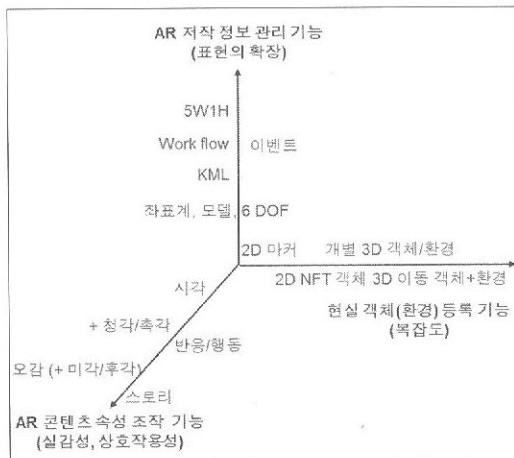 AR 저작 정보 관리 기능
(표현의 확장)
5W1H
Work flow 이벤트
KML
좌표계, 모델, 6 DOF
2D 마커 개별 3D 객체/환경
2D NFT 객체 3D 이동 객체+환경
시각
현실 객체(환경) 등록 기능
(복잡도)
+ 청각/촉각
반응/행동
오감 (+ 미각/후각)
스토리
AR 콘텐츠 속성 조작 기능
(실감성, 상호작용성)